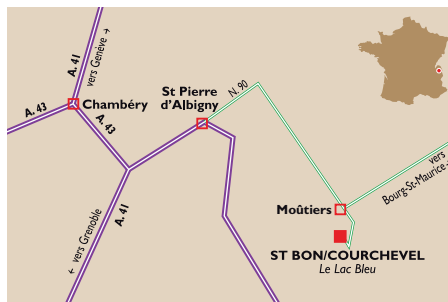 A. 41
vers Genève →
A. 43
Chambéry
St Pierre
d'Albigny
N. 90
A. 43
A. 41
← vers Grenoble
vers
Bourg-St-Maurice
Moûtiers
ST BON/COURCHEVEL
Le Lac Bleu